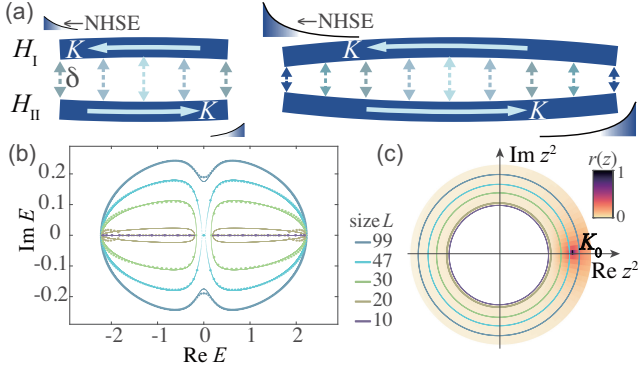 (a)
NHSE
NHSE
H_I K
K
δ
H_II K
K
(b)
(c)
Im E
0.2
0.1
0
-0.1
-0.2
-2 -1 0 1 2
Re E
size L
99
47
30
20
10
Im z²
r(z)
1
0
K₀
Re z²